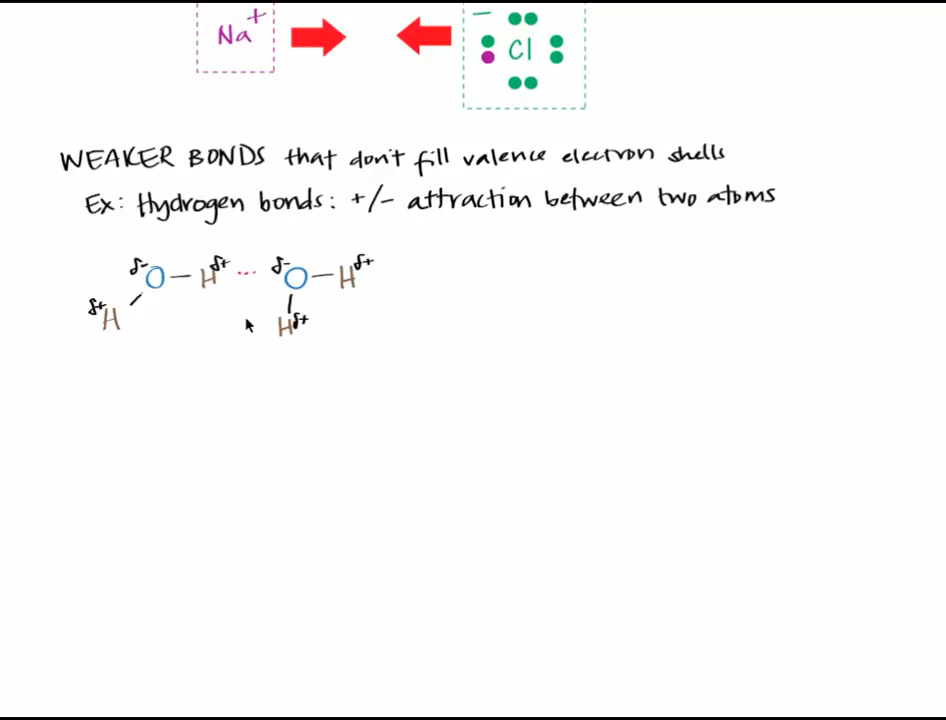 Na+
− Cl
WEAKER BONDS that don't fill valence electron shells
Ex: Hydrogen bonds: +/− attraction between two atoms
δ− O — H δ+ ... δ− O — H δ+
δ+ H H δ+